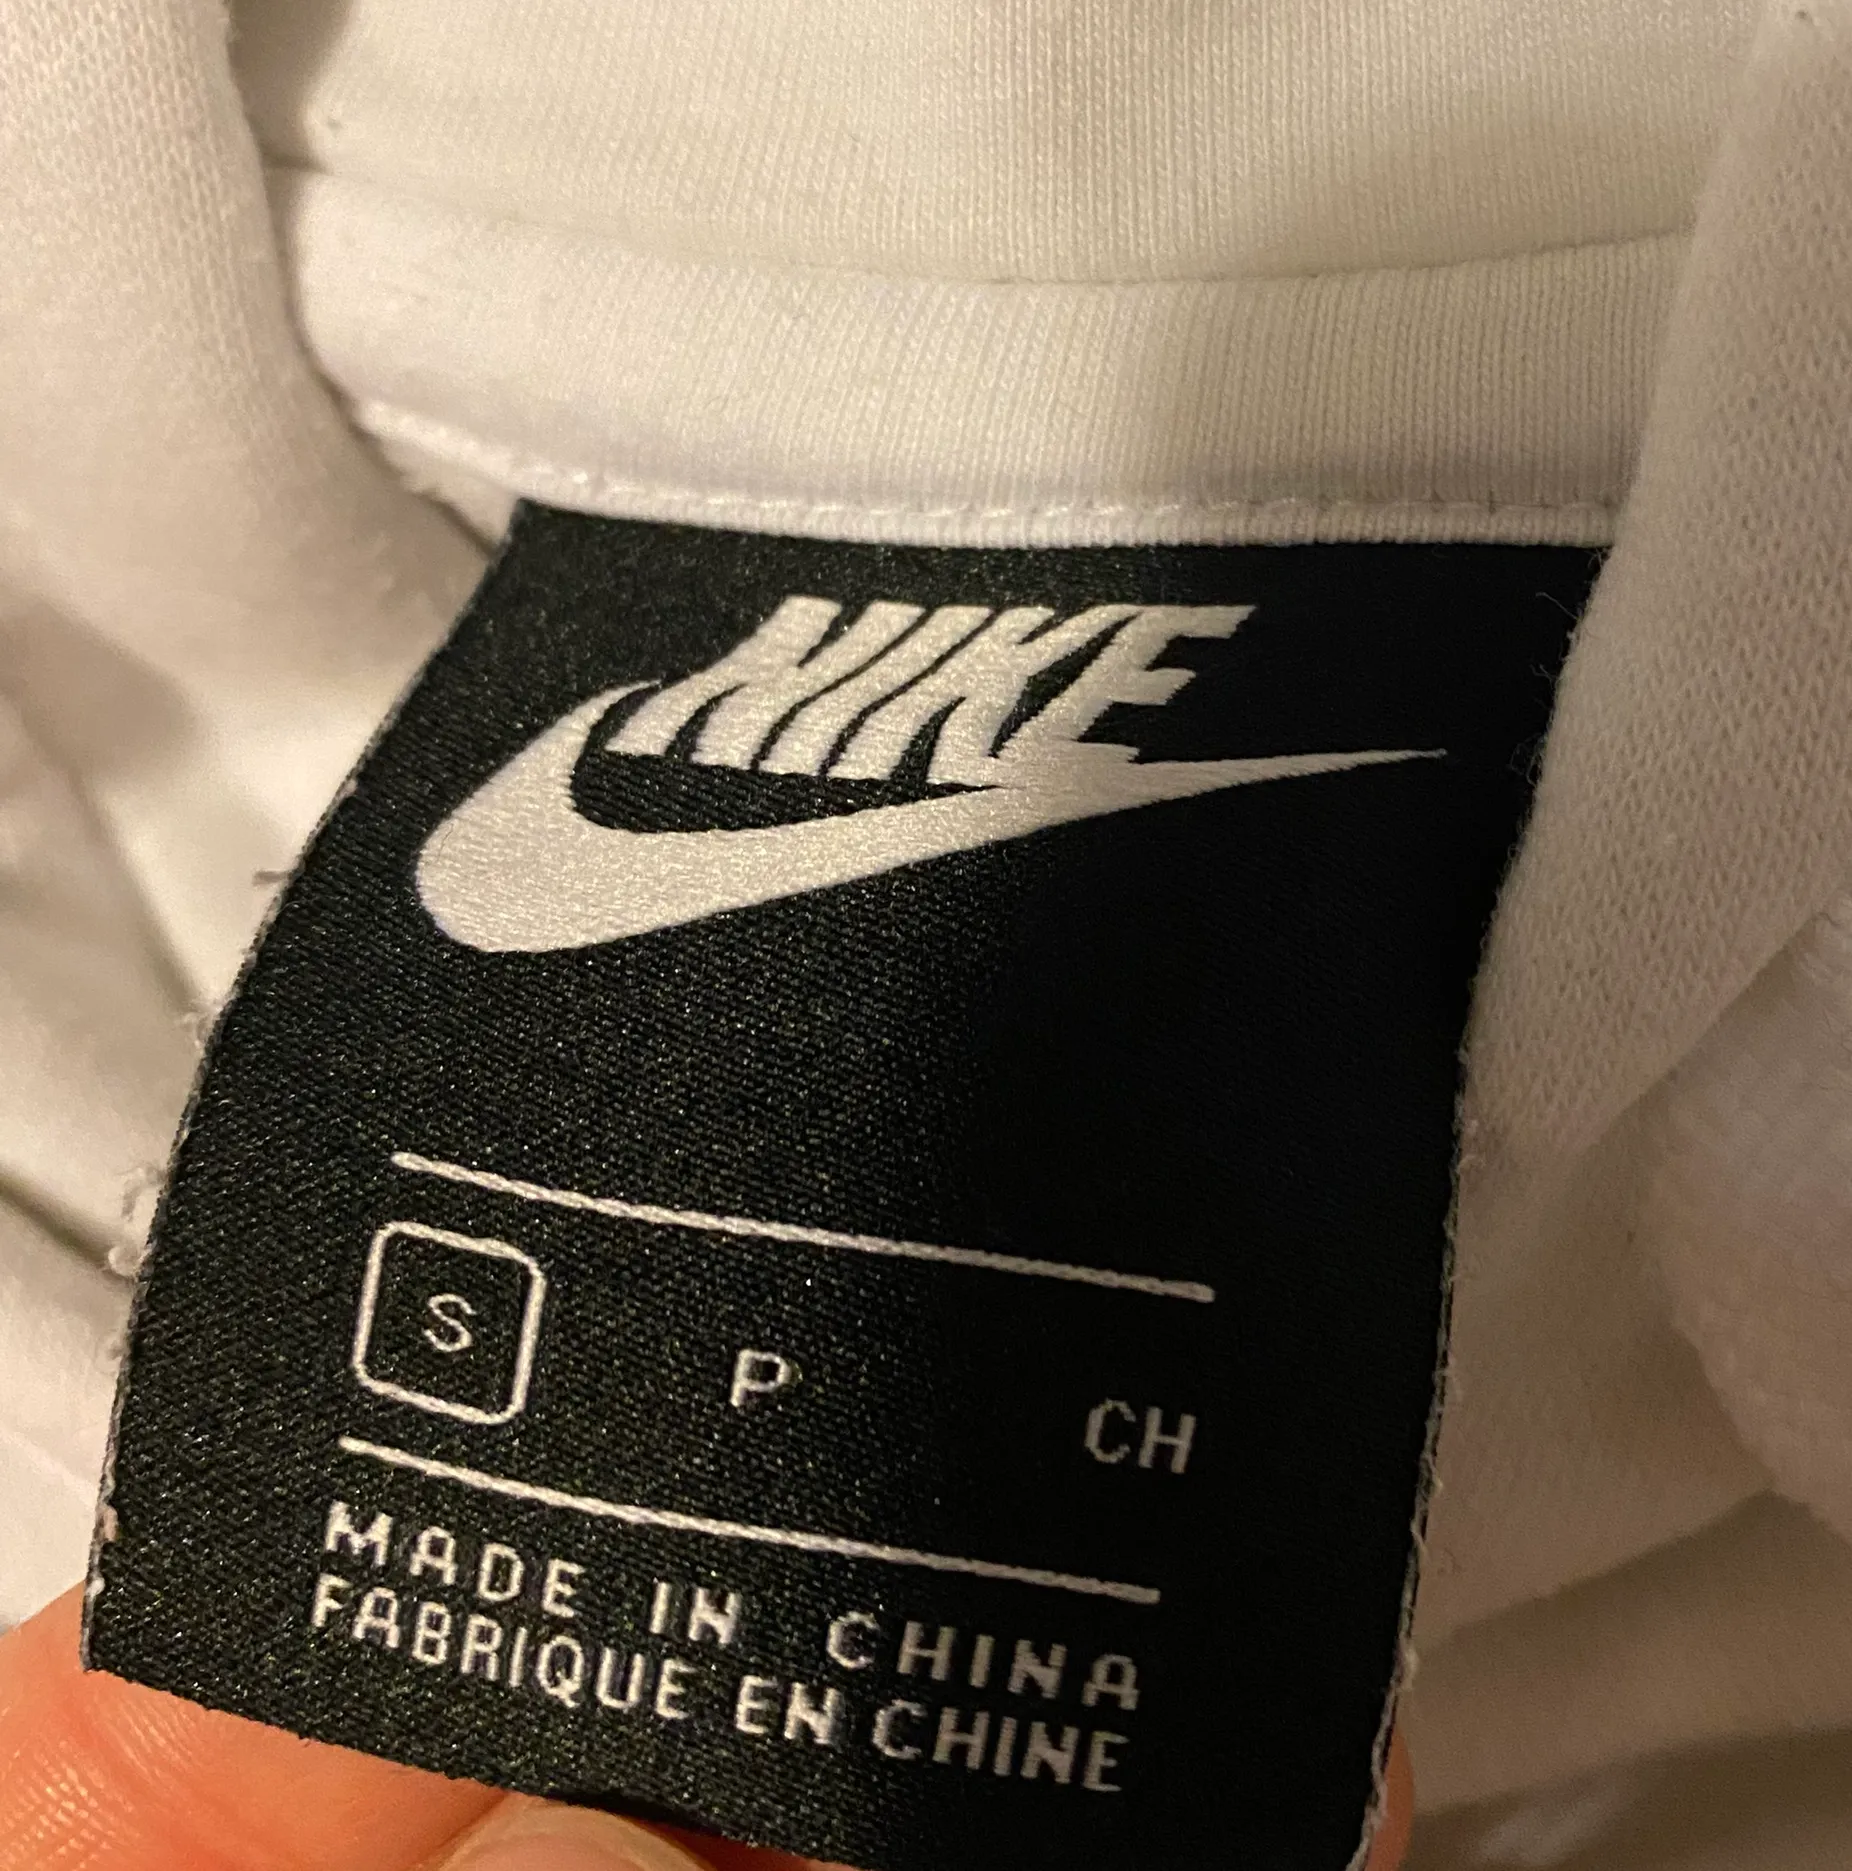 NIKE
S P CH
MADE IN CHINA
FABRIQUE EN CHINE